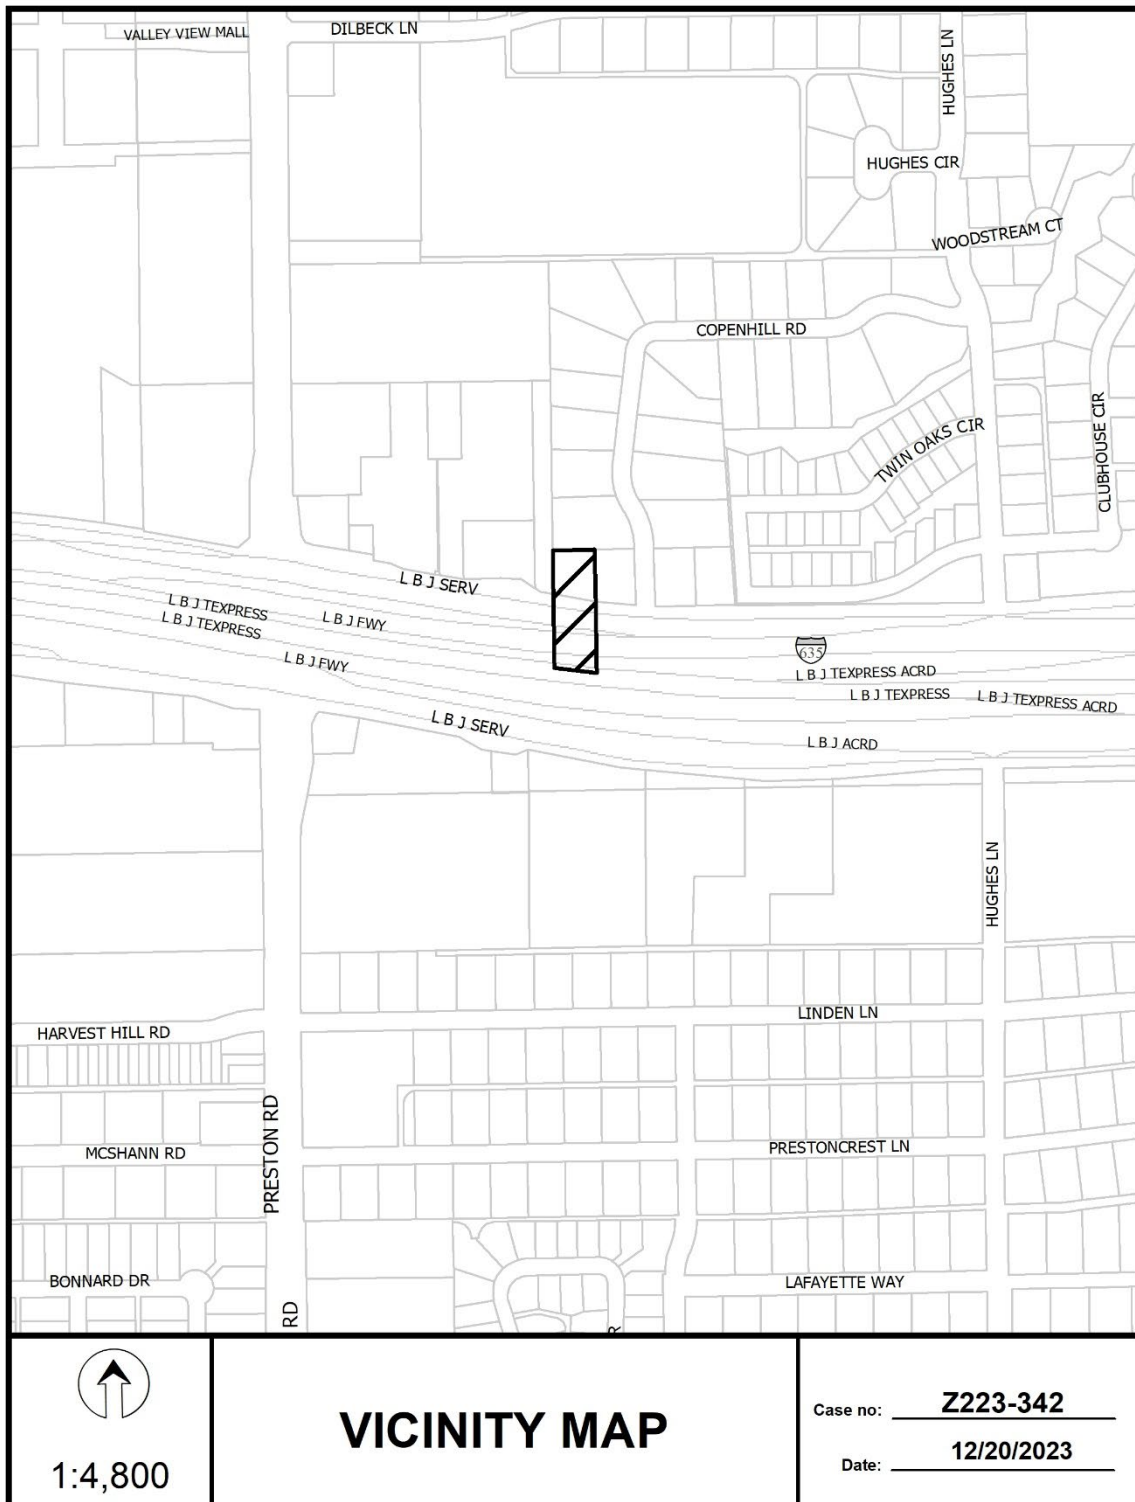 VALLEY VIEW MALL
DILBECK LN
HUGHES LN
HUGHES CIR
WOODSTREAM CT
COPENHILL RD
CLUBHOUSE CIR
TWIN OAKS CIR
L B J SERV
L B J TEXPRESS
L B J FWY
L B J TEXPRESS
635
L B J FWY
L B J TEXPRESS ACRD
L B J TEXPRESS
L B J TEXPRESS ACRD
L B J SERV
L B J ACRD
HUGHES LN
LINDEN LN
HARVEST HILL RD
PRESTON RD
MCSHANN RD
PRESTONCREST LN
BONNARD DR
LAFAYETTE WAY
RD
1:4,800
VICINITY MAP
Case no: Z223-342
Date: 12/20/2023